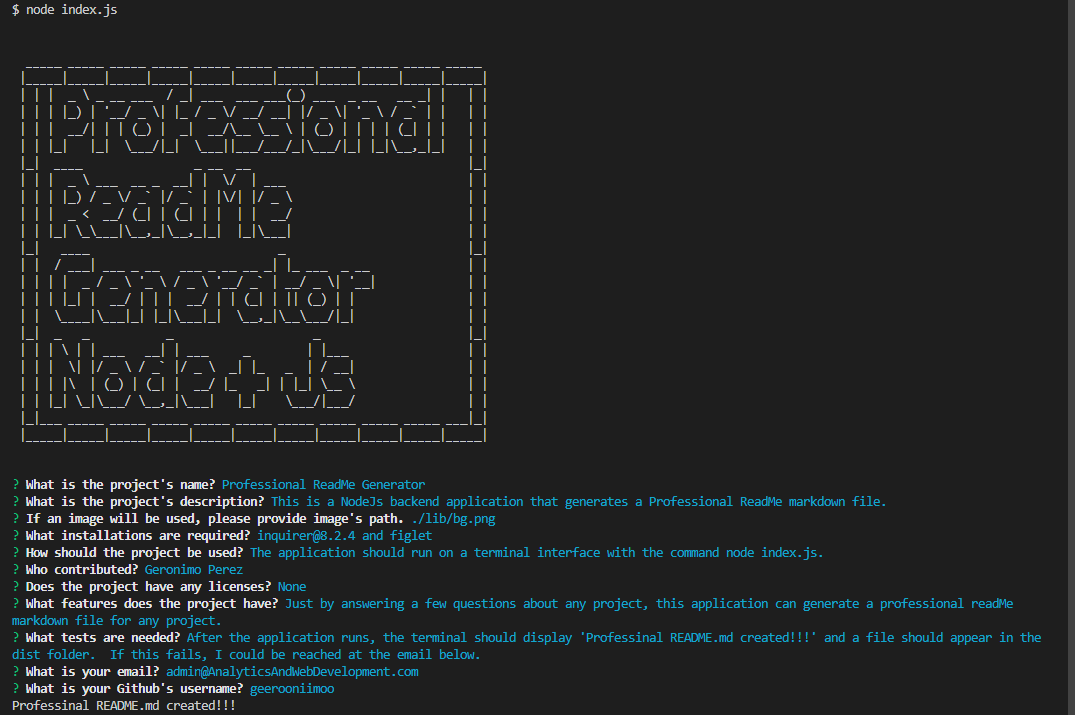 $ node index.js
Professional
ReadMe
Generator
Node + Js
? What is the project's name? Professional ReadMe Generator
? What is the project's description? This is a NodeJs backend application that generates a Professional ReadMe markdown file.
? If an image will be used, please provide image's path. ./lib/bg.png
? What installations are required? inquirer@8.2.4 and figlet
? How should the project be used? The application should run on a terminal interface with the command node index.js.
? Who contributed? Geronimo Perez
? Does the project have any licenses? None
? What features does the project have? Just by answering a few questions about any project, this application can generate a professional readMe
markdown file for any project.
? What tests are needed? After the application runs, the terminal should display 'Professinal README.md created!!!' and a file should appear in the
dist folder.  If this fails, I could be reached at the email below.
? What is your email? admin@AnalyticsAndWebDevelopment.com
? What is your Github's username? geerooniimoo
Professinal README.md created!!!